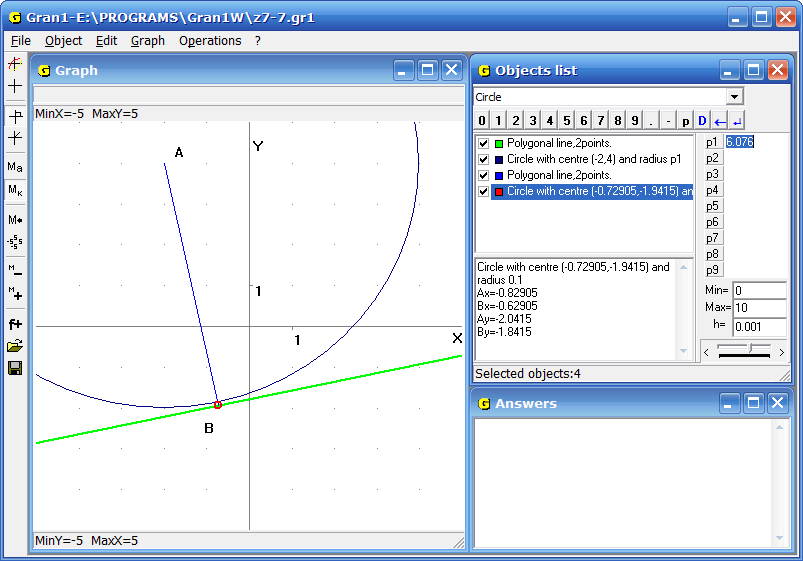 Gran1-E:\PROGRAMS\Gran1W\z7-7.gr1
File Object Edit Graph Operations ?
Graph
MinX=-5 MaxY=5
A
Y
1
1
X
B
MinY=-5 MaxX=5
Ma
Mк
M*
-555
M-
M+
f+
Objects list
Circle
0 1 2 3 4 5 6 7 8 9 . - p D ← ↵
Polygonal line,2points.
Circle with centre (-2,4) and radius p1
Polygonal line,2points.
Circle with centre (-0.72905,-1.9415) an
p1 6.076
p2
p3
p4
p5
p6
p7
p8
p9
Circle with centre (-0.72905,-1.9415) and
radius 0.1
Ax=-0.82905
Bx=-0.62905
Ay=-2.0415
By=-1.8415
Min= 0
Max= 10
h= 0.001
< >
Selected objects:4
Answers